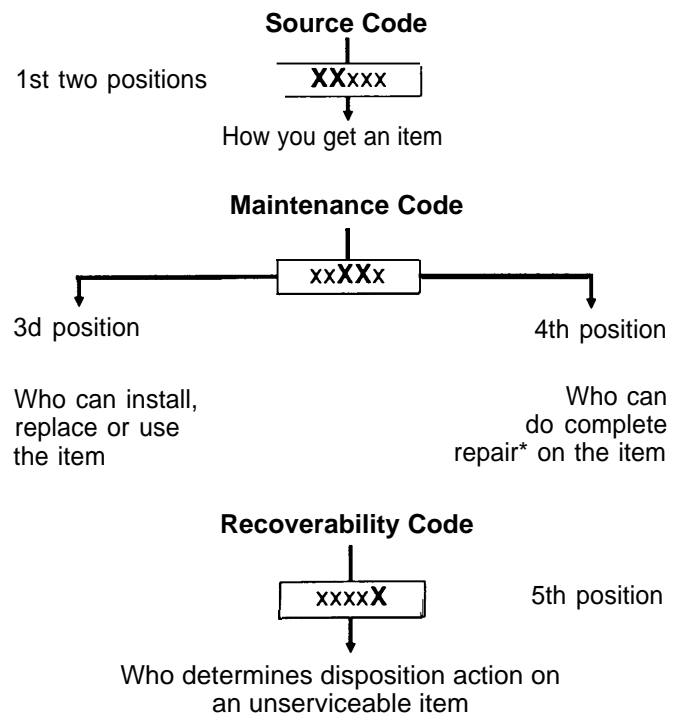 Source Code
1st two positions
XXxxx
How you get an item
Maintenance Code
xxXXx
3d position
4th position
Who can install,
replace or use
the item
Who can
do complete
repair* on the item
Recoverability Code
xxxxX
5th position
Who determines disposition action on
an unserviceable item